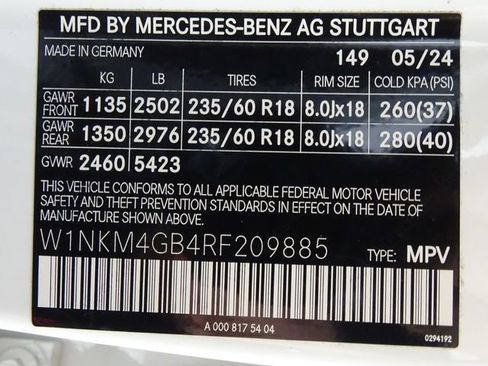 MFD BY MERCEDES-BENZ AG STUTTGART
MADE IN GERMANY 149 05/24
KG LB TIRES RIM SIZE COLD KPA (PSI)
GAWR FRONT 1135 2502 235/60 R18 8.0Jx18 260(37)
GAWR REAR 1350 2976 235/60 R18 8.0Jx18 280(40)
GVWR 2460 5423
THIS VEHICLE CONFORMS TO ALL APPLICABLE FEDERAL MOTOR VEHICLE
SAFETY AND THEFT PREVENTION STANDARDS IN EFFECT ON THE DATE
OF MANUFACTURE SHOWN ABOVE.
W1NKM4GB4RF209885 TYPE: MPV
A 000 817 54 04
0294192